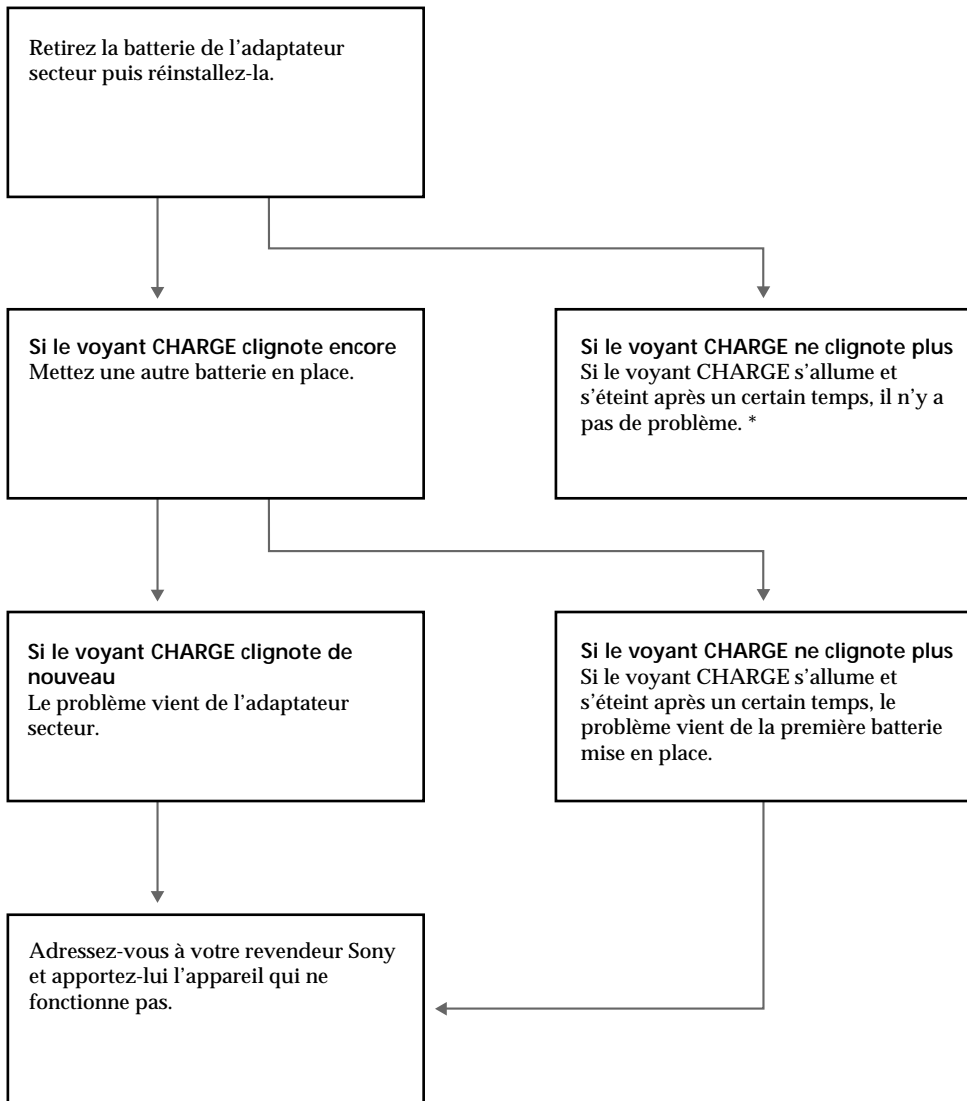 Retirez la batterie de l’adaptateur
secteur puis réinstallez-la.
Si le voyant CHARGE clignote encore
Mettez une autre batterie en place.
Si le voyant CHARGE ne clignote plus
Si le voyant CHARGE s’allume et
s’éteint après un certain temps, il n’y a
pas de problème. *
Si le voyant CHARGE clignote de
nouveau
Le problème vient de l’adaptateur
secteur.
Si le voyant CHARGE ne clignote plus
Si le voyant CHARGE s’allume et
s’éteint après un certain temps, le
problème vient de la première batterie
mise en place.
Adressez-vous à votre revendeur Sony
et apportez-lui l’appareil qui ne
fonctionne pas.